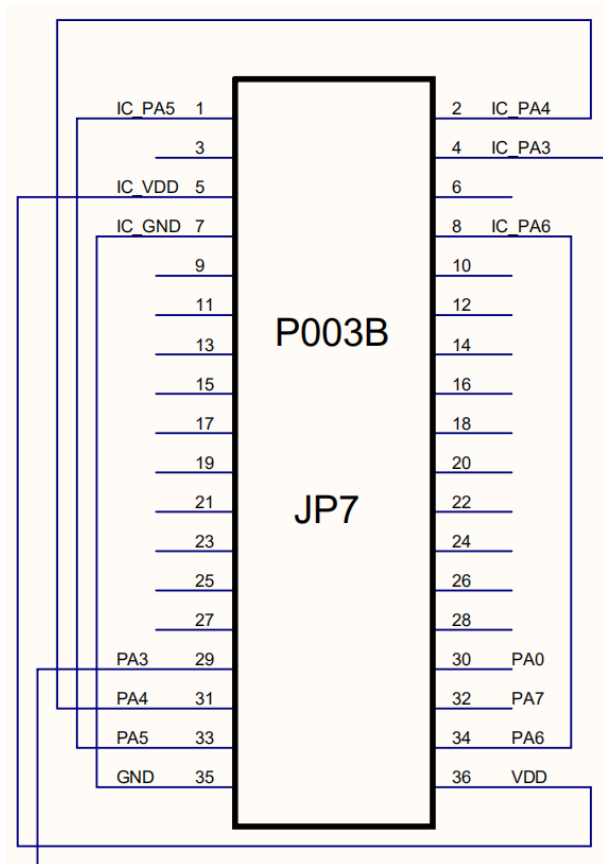 IC_PA5 1 2 IC_PA4
3 4 IC_PA3
IC_VDD 5 6
IC_GND 7 8 IC_PA6
9 10
11 12
P003B
13 14
15 16
17 18
19 20
JP7
21 22
23 24
25 26
27 28
PA3 29 30 PA0
PA4 31 32 PA7
PA5 33 34 PA6
GND 35 36 VDD